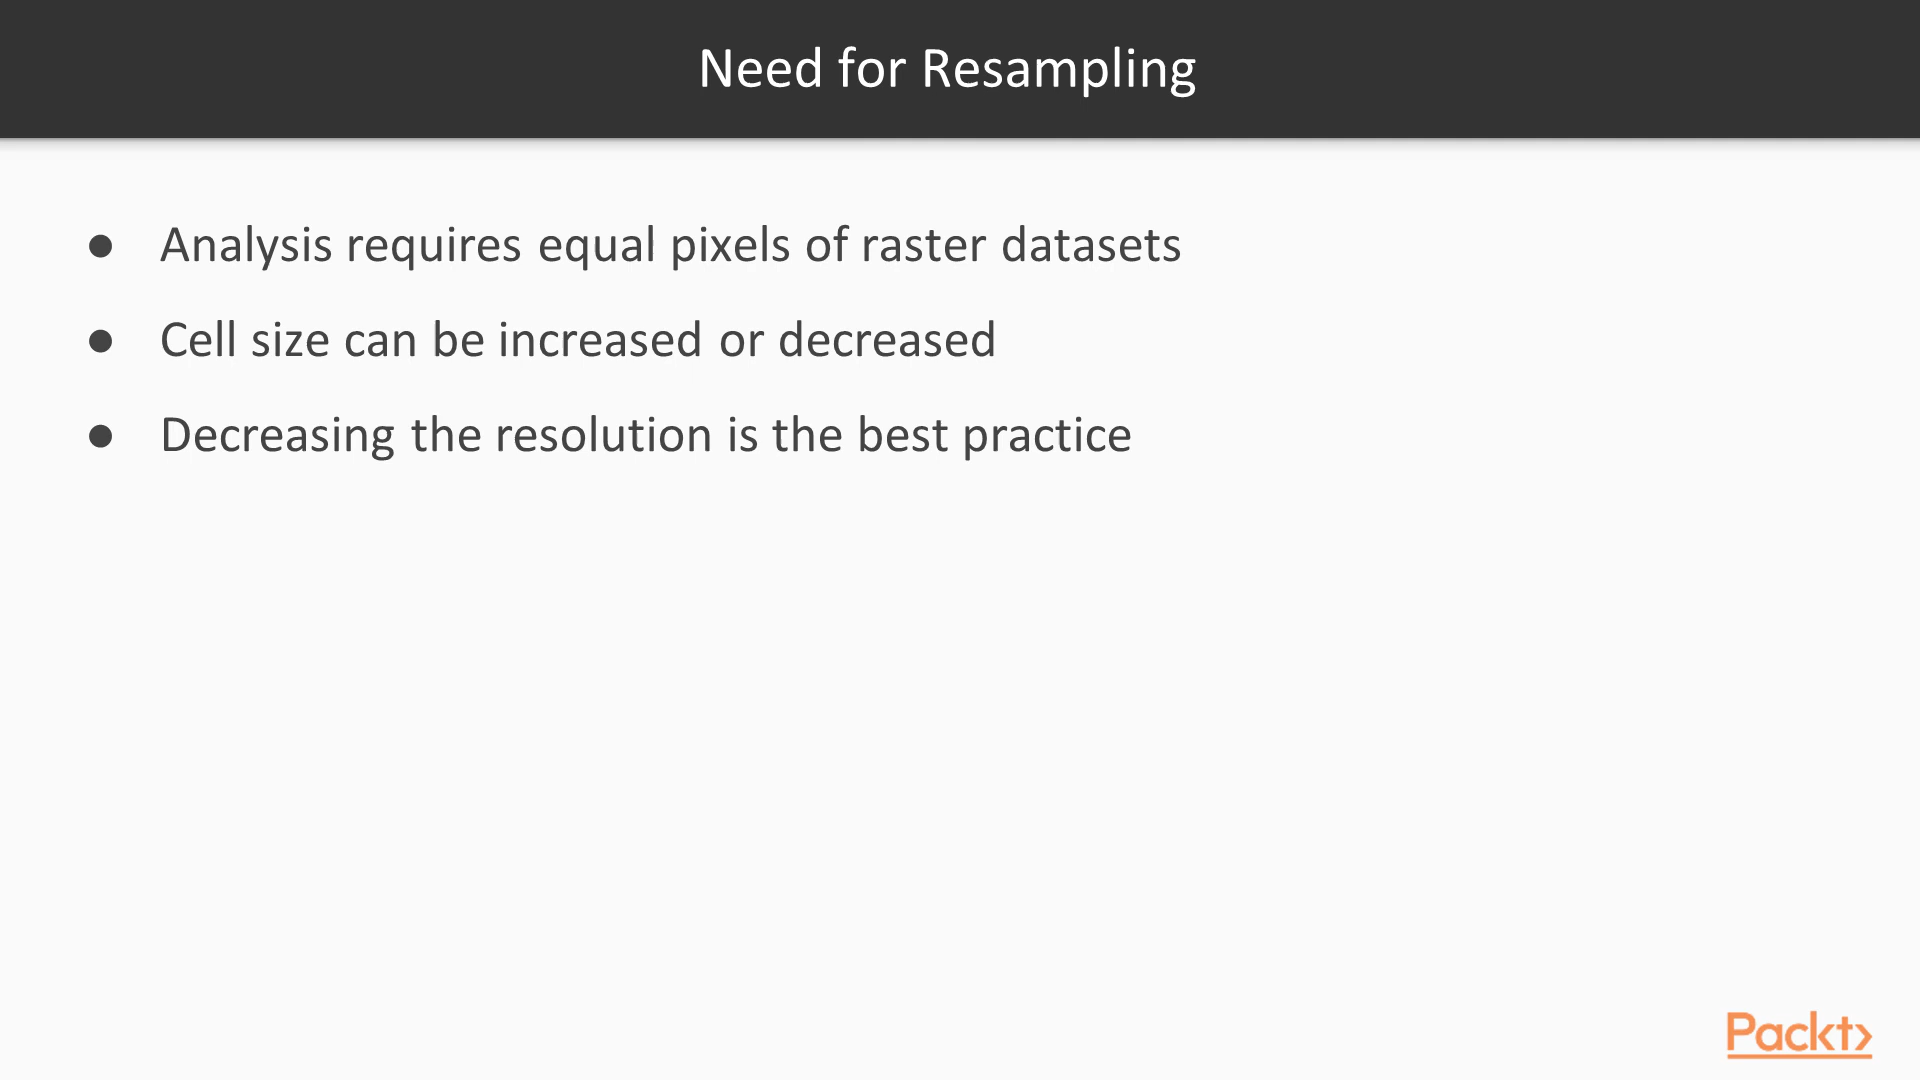 Need for Resampling
● Analysis requires equal pixels of raster datasets
● Cell size can be increased or decreased
● Decreasing the resolution is the best practice
Packt>